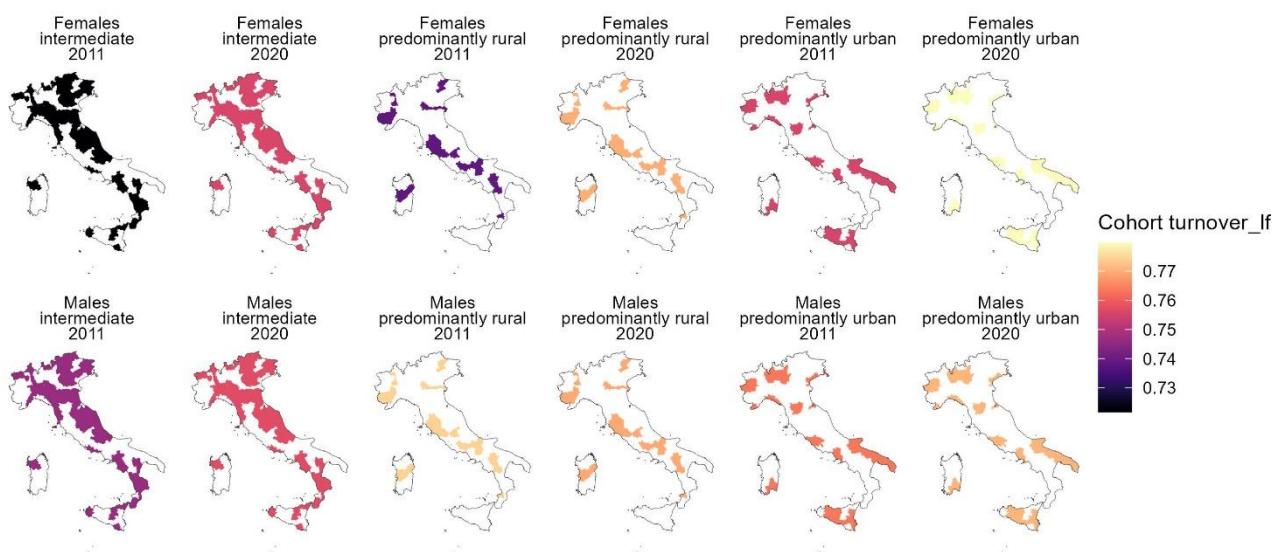 Females
intermediate
2011
Females
intermediate
2020
Females
predominantly rural
2011
Females
predominantly rural
2020
Females
predominantly urban
2011
Females
predominantly urban
2020
Cohort turnover_lf
0.77
0.76
0.75
0.74
0.73
Males
intermediate
2011
Males
intermediate
2020
Males
predominantly rural
2011
Males
predominantly rural
2020
Males
predominantly urban
2011
Males
predominantly urban
2020